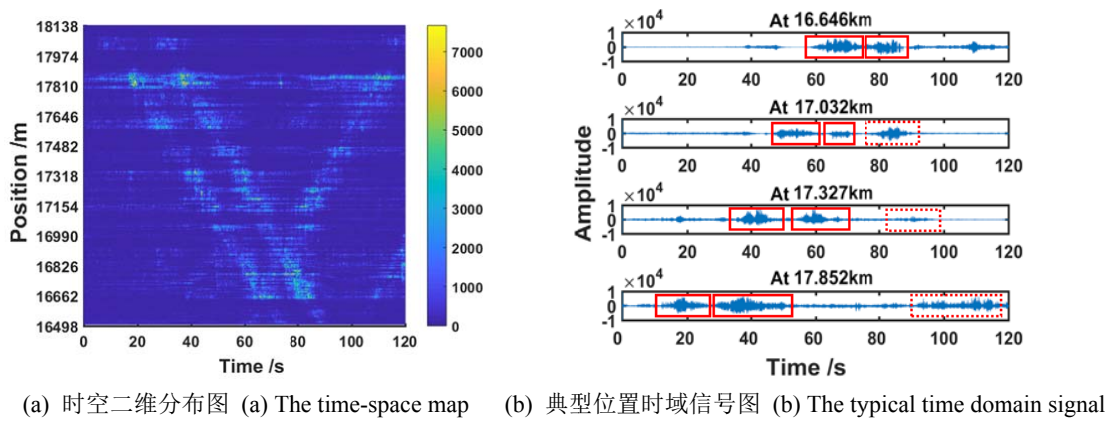 18138
17974
17810
17646
17482
17318
17154
16990
16826
16662
16498
Position /m
0 20 40 60 80 100 120
Time /s
7000
6000
5000
4000
3000
2000
1000
0
Amplitude
×10⁴ At 16.646km
1
0
-1
0 20 40 60 80 100 120
×10⁴ At 17.032km
1
0
-1
0 20 40 60 80 100 120
×10⁴ At 17.327km
1
0
-1
0 20 40 60 80 100 120
×10⁴ At 17.852km
1
0
-1
0 20 40 60 80 100 120
Time /s
(a) 时空二维分布图 (a) The time-space map (b) 典型位置时域信号图 (b) The typical time domain signal